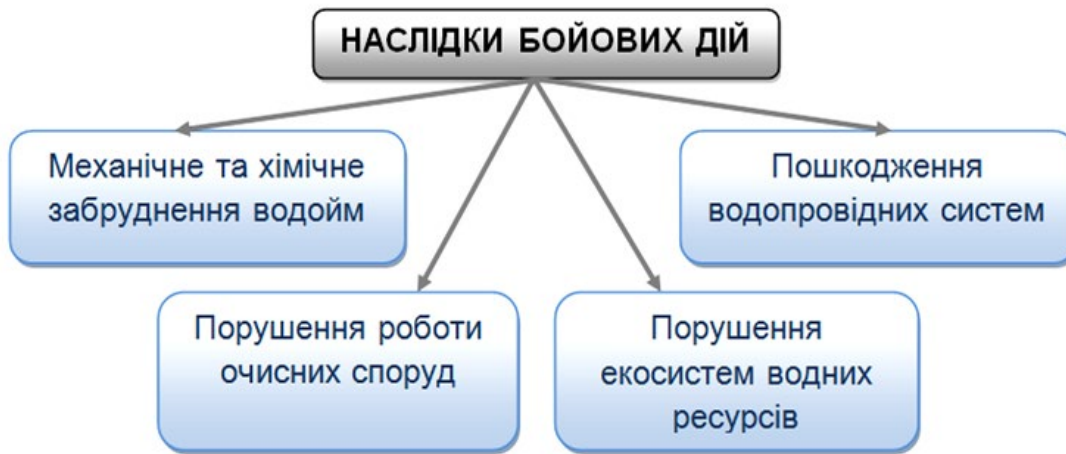 НАСЛІДКИ БОЙОВИХ ДІЙ
Механічне та хімічне
забруднення водойм
Пошкодження
водопровідних систем
Порушення роботи
очисних споруд
Порушення
екосистем водних
ресурсів